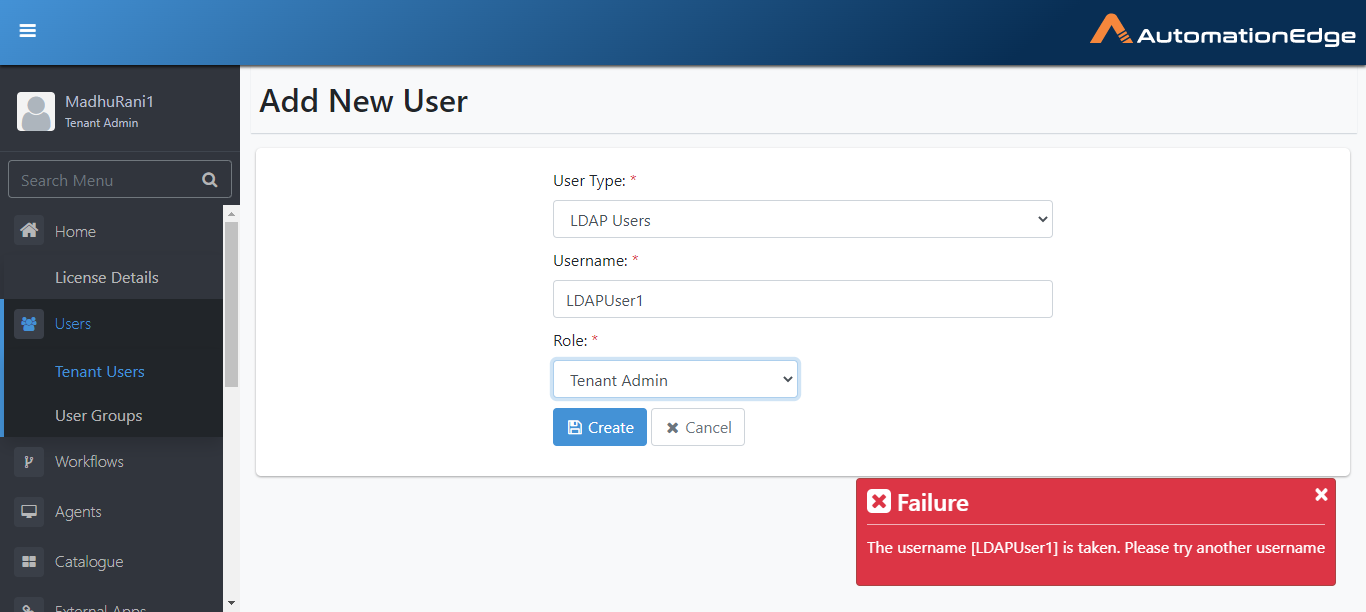 AutomationEdge
MadhuRani1
Tenant Admin
Search Menu
Home
License Details
Users
Tenant Users
User Groups
Workflows
Agents
Catalogue
External Apps
Add New User
User Type: *
LDAP Users
Username: *
LDAPUser1
Role: *
Tenant Admin
Create
Cancel
Failure
The username [LDAPUser1] is taken. Please try another username